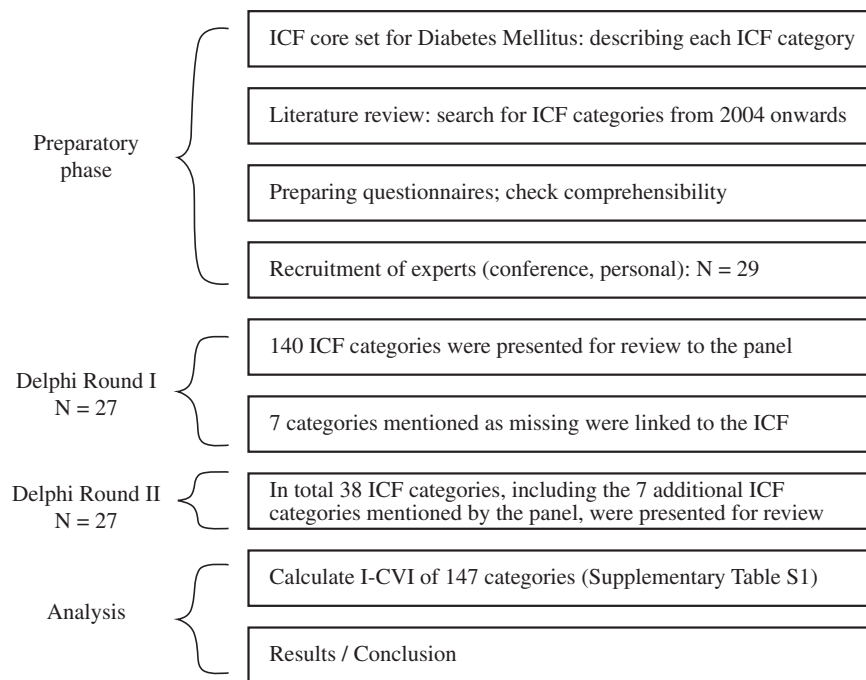 Preparatory
phase
ICF core set for Diabetes Mellitus: describing each ICF category
Literature review: search for ICF categories from 2004 onwards
Preparing questionnaires; check comprehensibility
Recruitment of experts (conference, personal): N = 29
Delphi Round I
N = 27
140 ICF categories were presented for review to the panel
7 categories mentioned as missing were linked to the ICF
Delphi Round II
N = 27
In total 38 ICF categories, including the 7 additional ICF
categories mentioned by the panel, were presented for review
Analysis
Calculate I-CVI of 147 categories (Supplementary Table S1)
Results / Conclusion